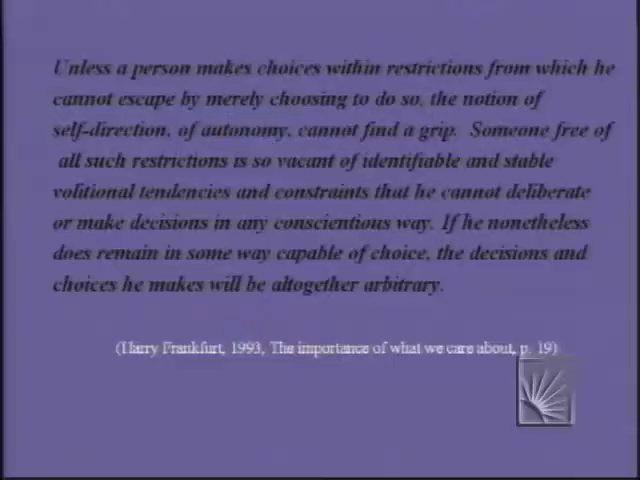 Unless a person makes choices within restrictions from which he
cannot escape by merely choosing to do so, the notion of
self-direction, of autonomy, cannot find a grip. Someone free of
all such restrictions is so vacant of identifiable and stable
volitional tendencies and constraints that he cannot deliberate
or make decisions in any conscientious way. If he nonetheless
does remain in some way capable of choice, the decisions and
choices he makes will be altogether arbitrary.
(Harry Frankfurt, 1993, The importance of what we care about, p. 19)